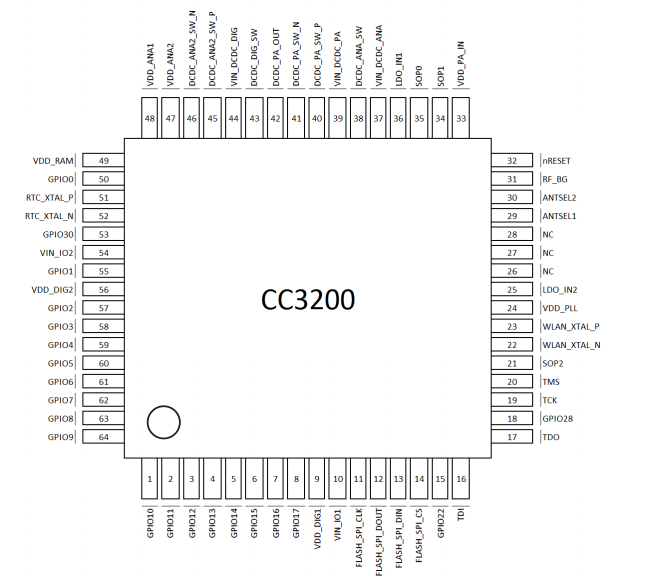 VDD_ANA1
VDD_ANA2
DCDC_ANA2_SW_N
DCDC_ANA2_SW_P
VIN_DCDC_DIG
DCDC_DIG_SW
DCDC_PA_OUT
DCDC_PA_SW_N
DCDC_PA_SW_P
VIN_DCDC_PA
DCDC_ANA_SW
VIN_DCDC_ANA
LDO_IN1
SOP0
SOP1
VDD_PA_IN
48 47 46 45 44 43 42 41 40 39 38 37 36 35 34 33
VDD_RAM 49
GPIO0 50
RTC_XTAL_P 51
RTC_XTAL_N 52
GPIO30 53
VIN_IO2 54
GPIO1 55
VDD_DIG2 56
GPIO2 57
GPIO3 58
GPIO4 59
GPIO5 60
GPIO6 61
GPIO7 62
GPIO8 63
GPIO9 64
CC3200
32 nRESET
31 RF_BG
30 ANTSEL2
29 ANTSEL1
28 NC
27 NC
26 NC
25 LDO_IN2
24 VDD_PLL
23 WLAN_XTAL_P
22 WLAN_XTAL_N
21 SOP2
20 TMS
19 TCK
18 GPIO28
17 TDO
1 2 3 4 5 6 7 8 9 10 11 12 13 14 15 16
GPIO10
GPIO11
GPIO12
GPIO13
GPIO14
GPIO15
GPIO16
GPIO17
VDD_DIG1
VIN_IO1
FLASH_SPI_CLK
FLASH_SPI_DOUT
FLASH_SPI_DIN
FLASH_SPI_CS
GPIO22
TDI